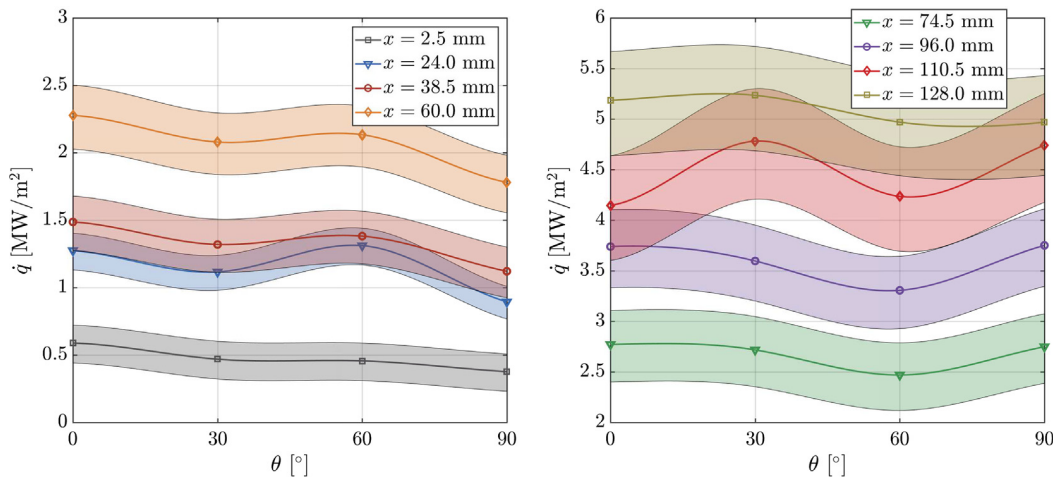 3
2.5
2
1.5
1
0.5
0
q̇ [MW/m²]
0
30
60
90
θ [°]
x = 2.5 mm
x = 24.0 mm
x = 38.5 mm
x = 60.0 mm
6
5.5
5
4.5
4
3.5
3
2.5
2
q̇ [MW/m²]
0
30
60
90
θ [°]
x = 74.5 mm
x = 96.0 mm
x = 110.5 mm
x = 128.0 mm